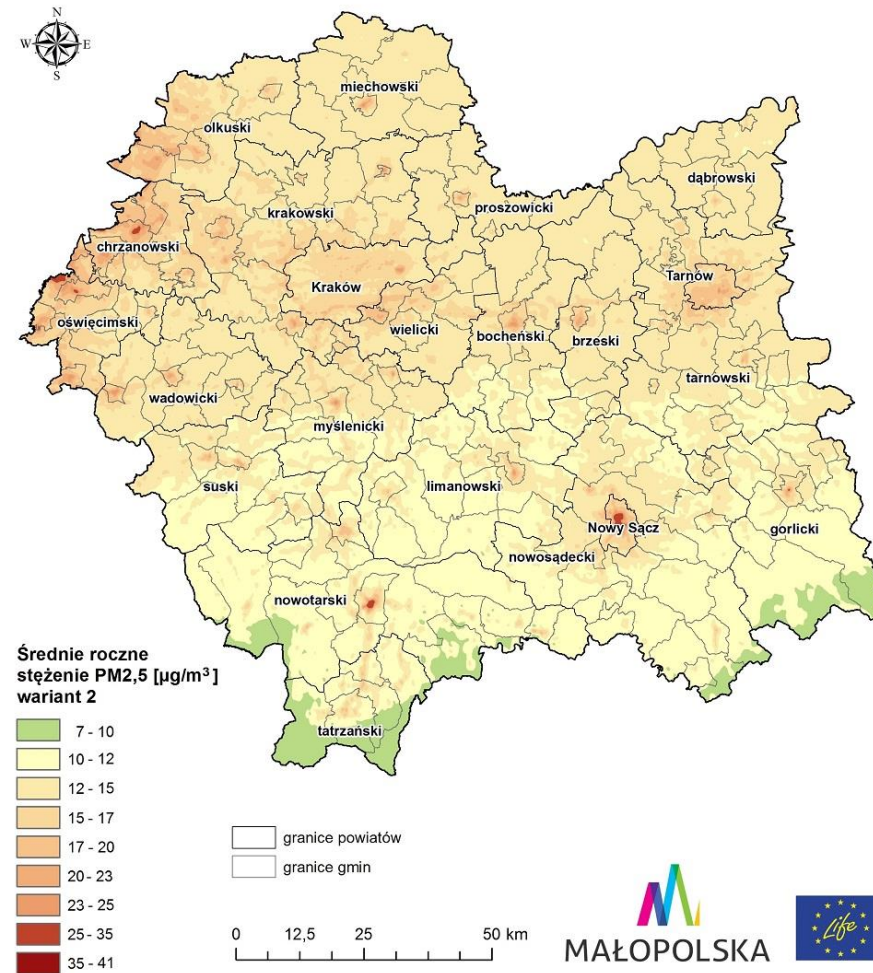 N
W
E
S
miechowski
olkuski
dąbrowski
krakowski
proszowicki
chrzanowski
Tarnów
Kraków
oświęcimski
wielicki
bocheński
brzeski
tarnowski
wadowicki
myślenicki
suski
limanowski
Nowy Sącz
gorlicki
nowosądecki
nowotarski
tatrzański
Średnie roczne
stężenie PM2,5 [µg/m³]
wariant 2
7 - 10
10 - 12
12 - 15
15 - 17
17 - 20
20 - 23
23 - 25
25 - 35
35 - 41
granice powiatów
granice gmin
0 12,5 25 50 km
MAŁOPOLSKA
Life